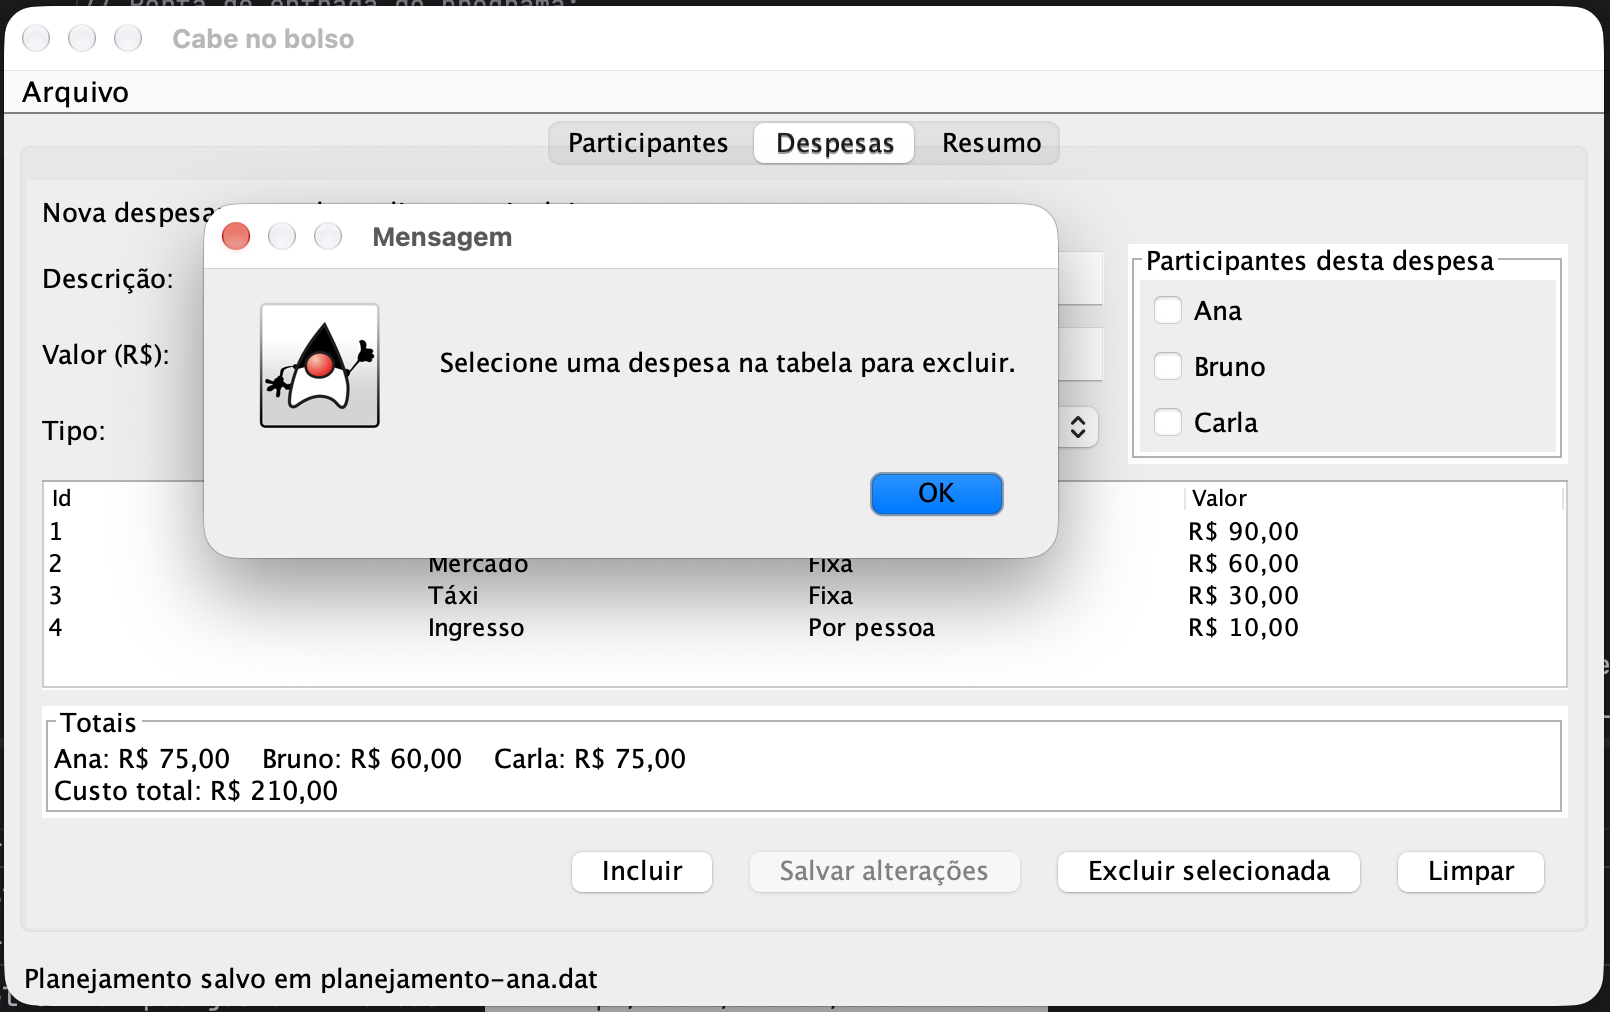 Cabe no bolso
Arquivo
Participantes Despesas Resumo
Nova despesa
Mensagem
Descrição:
Valor (R$):
Tipo:
Selecione uma despesa na tabela para excluir.
OK
Participantes desta despesa
Ana
Bruno
Carla
Id Valor
1 R$ 90,00
2 Mercado Fixa R$ 60,00
3 Táxi Fixa R$ 30,00
4 Ingresso Por pessoa R$ 10,00
Totais
Ana: R$ 75,00 Bruno: R$ 60,00 Carla: R$ 75,00
Custo total: R$ 210,00
Incluir Salvar alterações Excluir selecionada Limpar
Planejamento salvo em planejamento-ana.dat